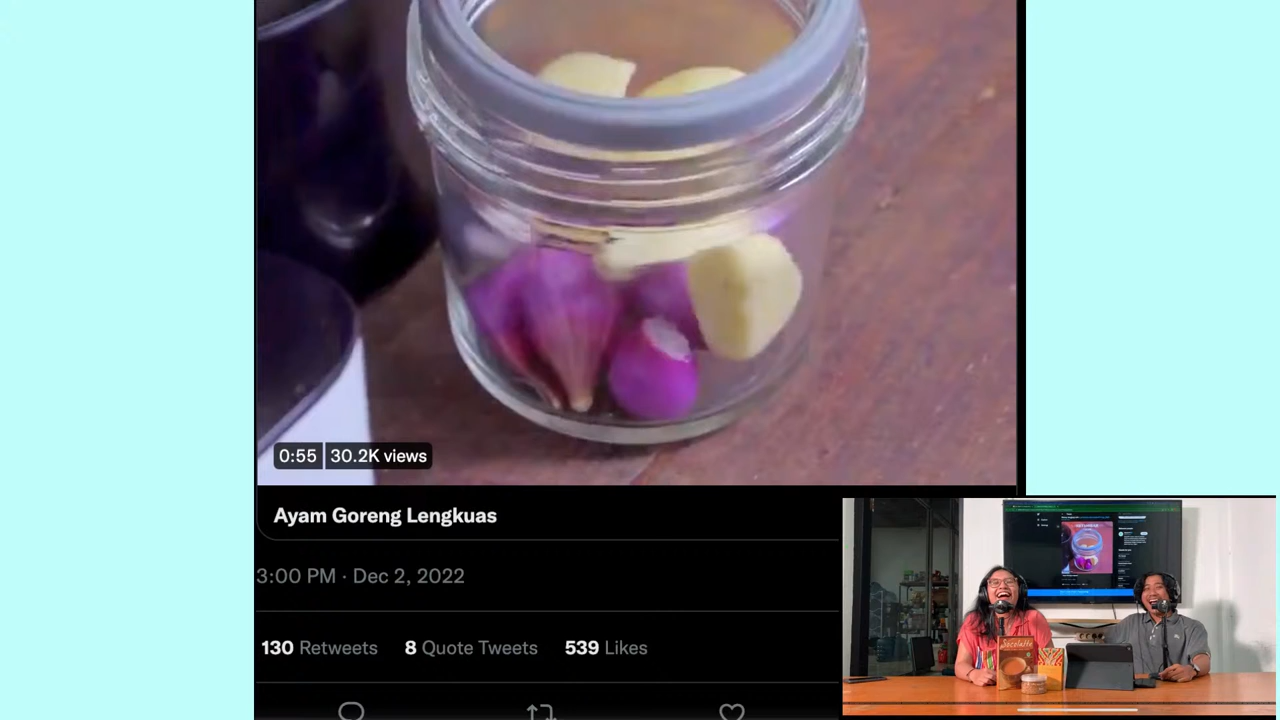 0:55 30.2K views
Ayam Goreng Lengkuas
3:00 PM · Dec 2, 2022
130 Retweets 8 Quote Tweets 539 Likes
Socolatte